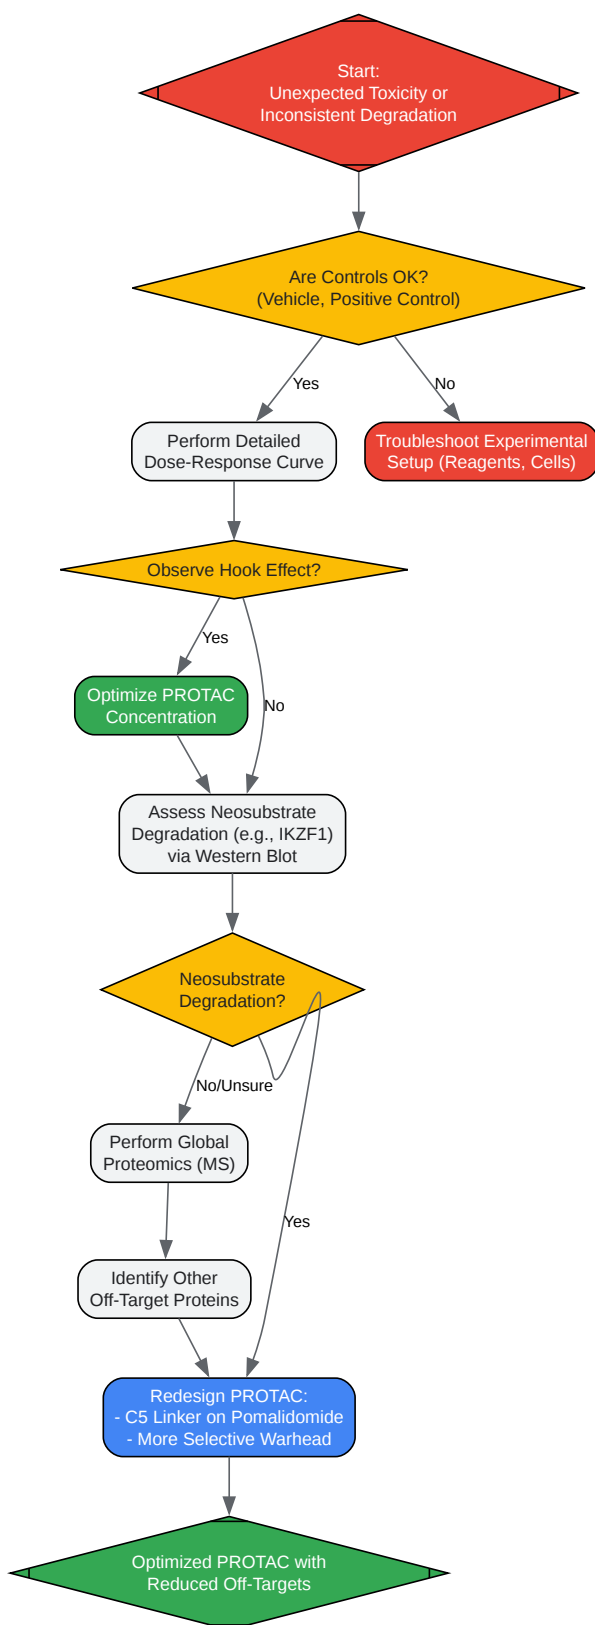 Start:
Unexpected Toxicity or
Inconsistent Degradation
Are Controls OK?
(Vehicle, Positive Control)
Yes
No
Perform Detailed
Dose-Response Curve
Troubleshoot Experimental
Setup (Reagents, Cells)
Observe Hook Effect?
Yes
Optimize PROTAC
Concentration
No
Assess Neosubstrate
Degradation (e.g., IKZF1)
via Western Blot
Neosubstrate
Degradation?
No/Unsure
Perform Global
Proteomics (MS)
Yes
Identify Other
Off-Target Proteins
Redesign PROTAC:
- C5 Linker on Pomalidomide
- More Selective Warhead
Optimized PROTAC with
Reduced Off-Targets